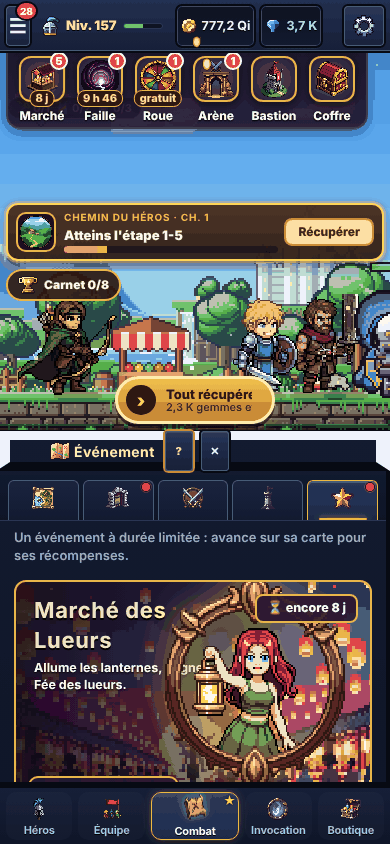 28
Niv. 157
777,2 Qi
3,7 K
5
1
1
1
8 j
9 h 46
gratuit
Marché
Faille
Roue
Arène
Bastion
Coffre
CHEMIN DU HÉROS · CH. 1
Atteins l'étape 1-5
Récupérer
Carnet 0/8
Tout récupére
2,3 K gemmes e
Événement
?
×
Un événement à durée limitée : avance sur sa carte pour
ses récompenses.
encore 8 j
Marché des
Lueurs
Allume les lanternes,
Fée des lueurs.
Héros
Équipe
Combat
Invocation
Boutique